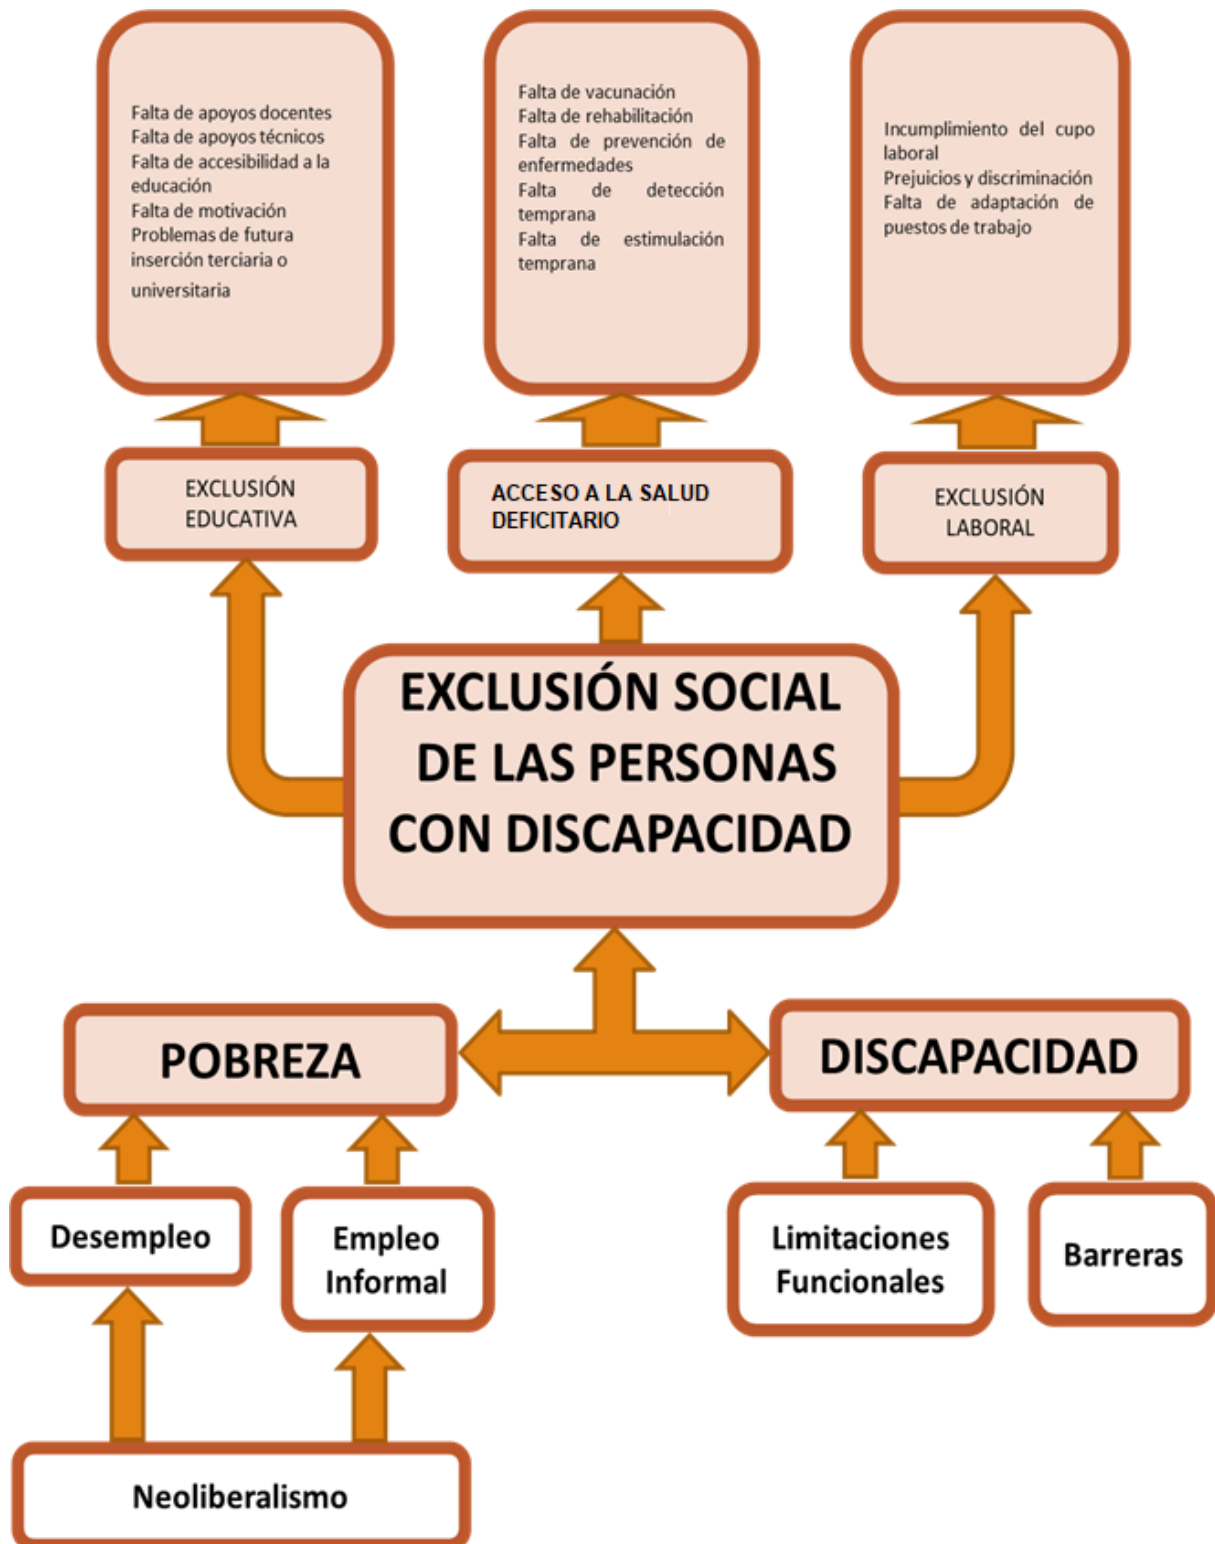 Falta de apoyos docentes
Falta de apoyos técnicos
Falta de accesibilidad a la
educación
Falta de motivación
Problemas de futura
inserción terciaria o
universitaria
Falta de vacunación
Falta de rehabilitación
Falta de prevención de
enfermedades
Falta de detección
temprana
Falta de estimulación
temprana
Incumplimiento del cupo
laboral
Prejuicios y discriminación
Falta de adaptación de
puestos de trabajo
EXCLUSIÓN
EDUCATIVA
ACCESO A LA SALUD
DEFICITARIO
EXCLUSIÓN
LABORAL
EXCLUSIÓN SOCIAL
DE LAS PERSONAS
CON DISCAPACIDAD
POBREZA
DISCAPACIDAD
Desempleo
Empleo
Informal
Limitaciones
Funcionales
Barreras
Neoliberalismo